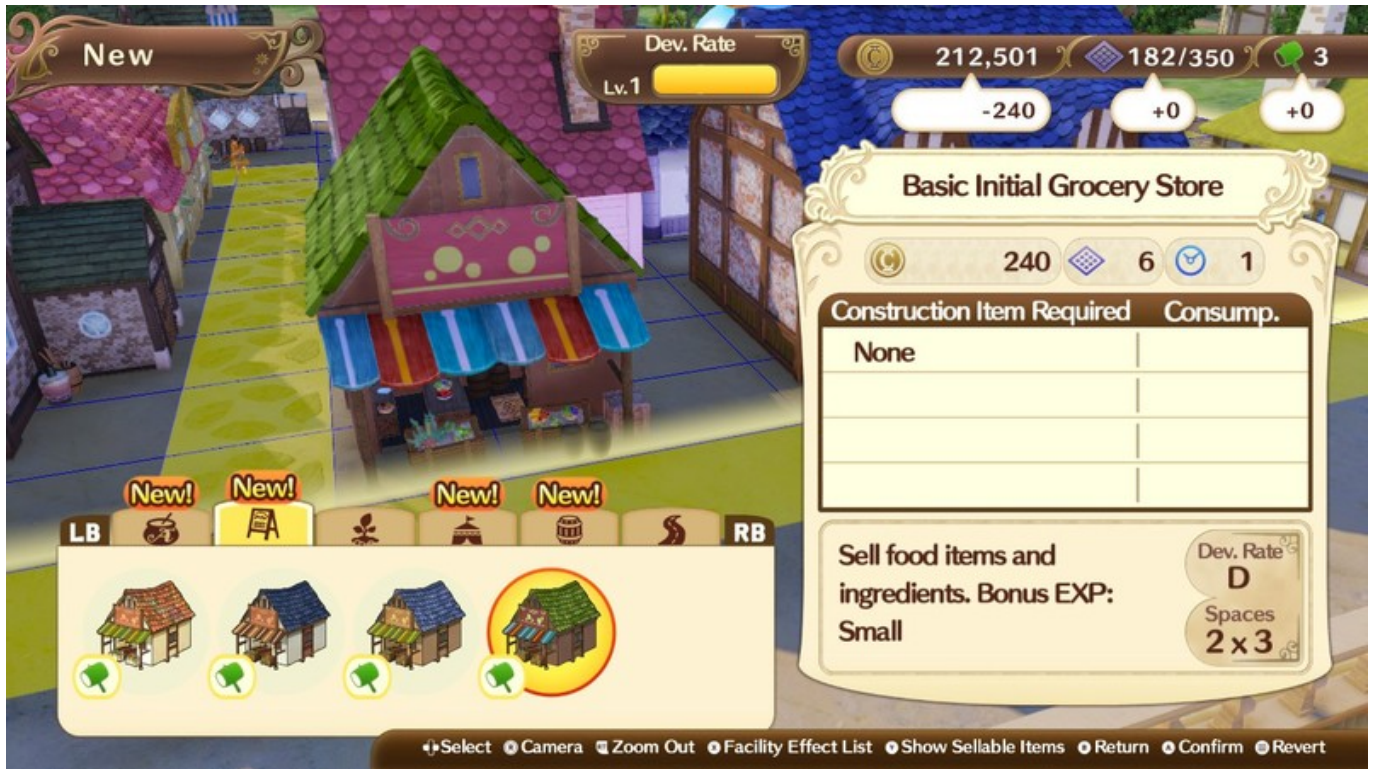 New
Dev. Rate
Lv.1
212,501
182/350
3
-240
+0
+0
Basic Initial Grocery Store
240
6
1
Construction Item Required
Consump.
None
Sell food items and
ingredients. Bonus EXP:
Small
Dev. Rate
D
Spaces
2 x 3
New!
New!
New!
New!
LB
RB
Select
Camera
Zoom Out
Facility Effect List
Show Sellable Items
Return
Confirm
Revert